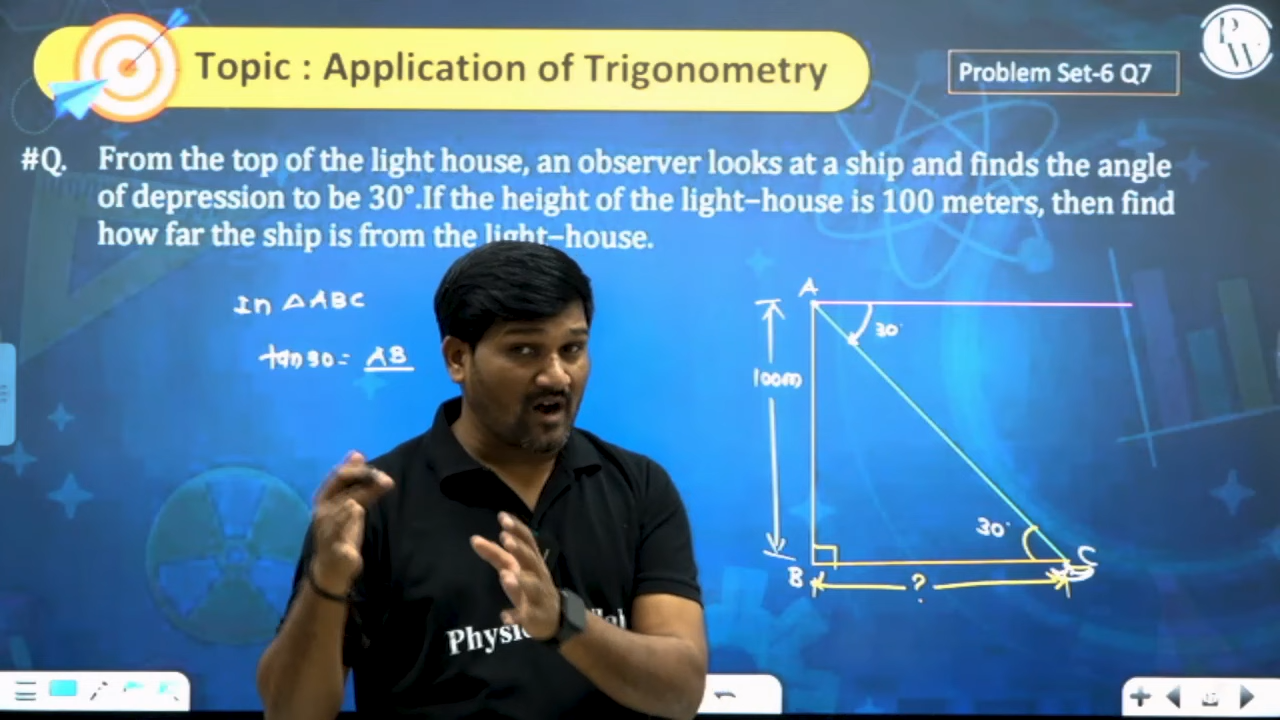 Topic : Application of Trigonometry
Problem Set-6 Q7
PW
#Q. From the top of the light house, an observer looks at a ship and finds the angle
of depression to be 30°.If the height of the light-house is 100 meters, then find
how far the ship is from the light-house.
In △ABC
tan30 = AB
A
30°
100m
30°
B
C
?